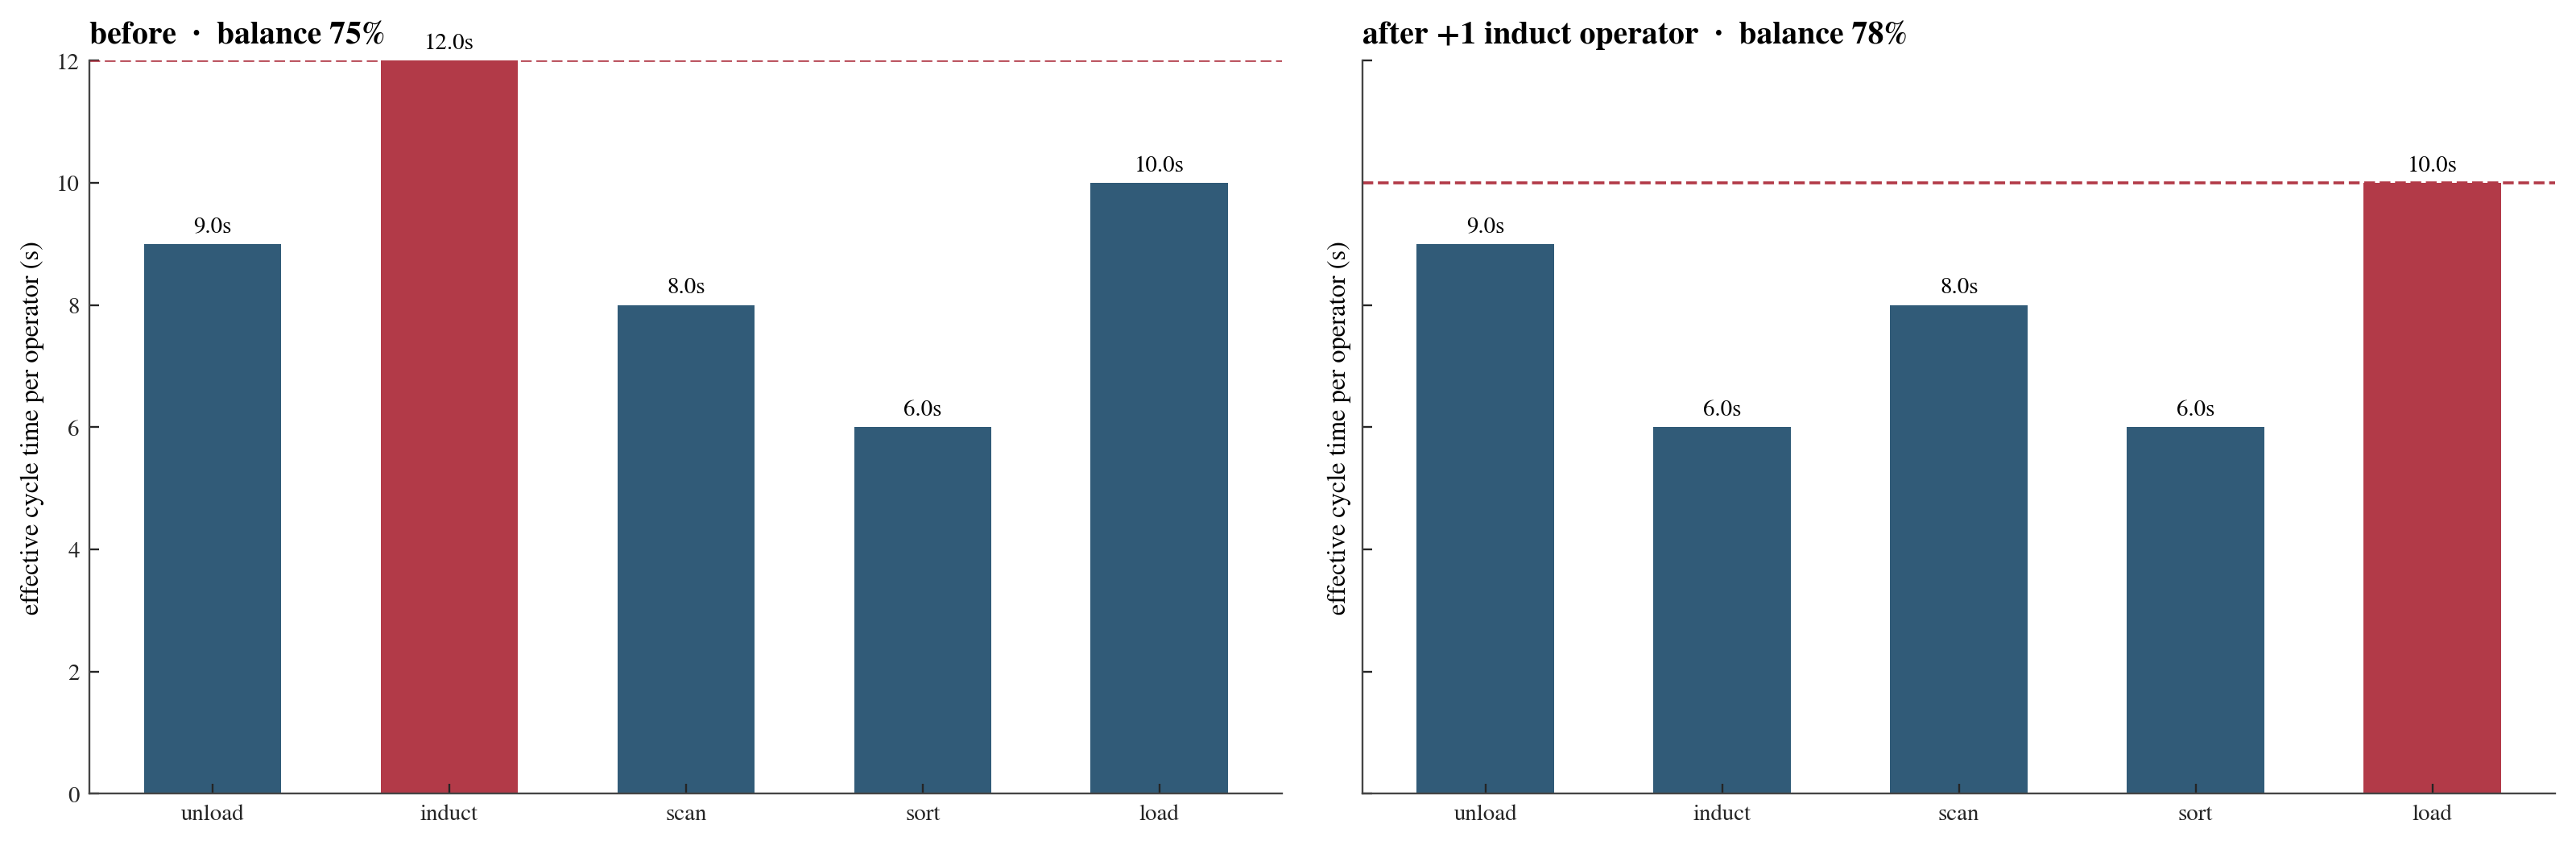 before · balance 75%
effective cycle time per operator (s)
12
10
8
6
4
2
0
9.0s
12.0s
8.0s
6.0s
10.0s
unload
induct
scan
sort
load
after +1 induct operator · balance 78%
effective cycle time per operator (s)
9.0s
6.0s
8.0s
6.0s
10.0s
unload
induct
scan
sort
load